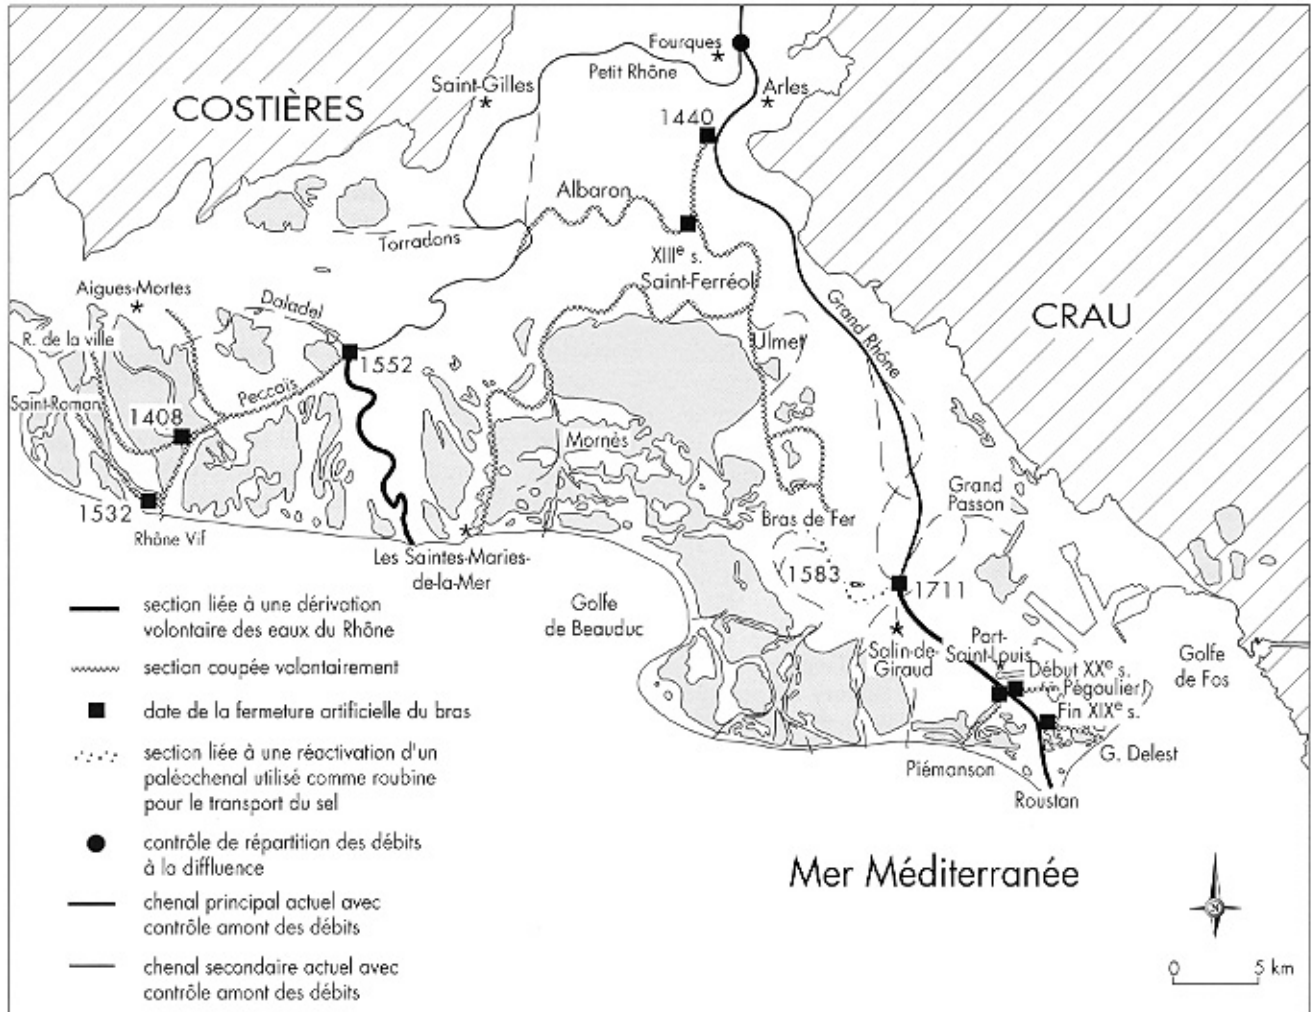 Fourques
Petit Rhône
Saint-Gilles
Arles
COSTIÈRES
1440
Albaron
Torradons
XIIIe s.
Saint-Ferréol
Aigues-Mortes
Daladel
Grand Rhône
CRAU
R. de la ville
Ulmet
1552
Peccaïs
Saint-Roman
1408
Mornés
Grand
Passon
1532
Rhône Vif
Bras de Fer
Les Saintes-Maries-
de-la-Mer
1583
1711
Golfe
de Beauduc
Salin-de-
Giraud
Port-
Saint-Louis
Début XXe s.
Pégoulier
Fin XIXe s.
Golfe
de Fos
G. Delest
Piémanson
Roustan
Mer Méditerranée
section liée à une dérivation
volontaire des eaux du Rhône
section coupée volontairement
date de la fermeture artificielle du bras
section liée à une réactivation d'un
paléochenal utilisé comme roubine
pour le transport du sel
contrôle de répartition des débits
à la diffluence
chenal principal actuel avec
contrôle amont des débits
chenal secondaire actuel avec
contrôle amont des débits
N
0 5 km